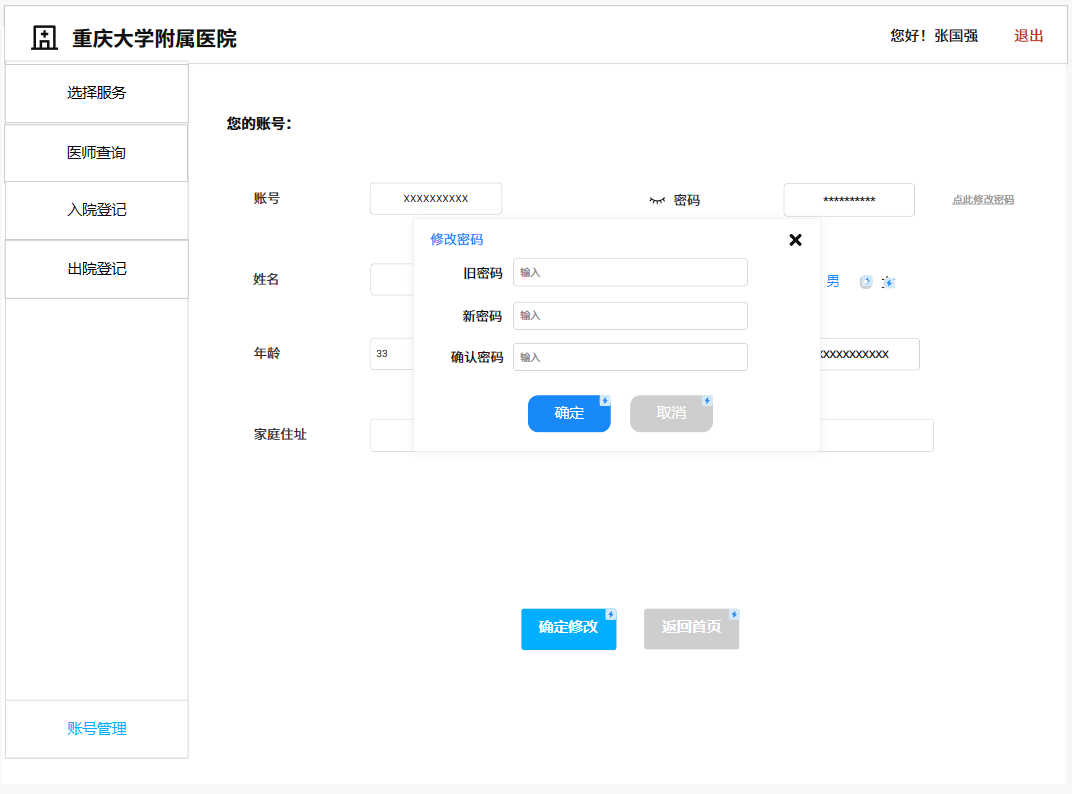 重庆大学附属医院
您好！张国强 退出
选择服务
医师查询
入院登记
出院登记
账号管理
您的账号：
账号 xxxxxxxxxx 密码 ********** 点此修改密码
修改密码
旧密码 输入
新密码 输入
确认密码 输入
确定 取消
姓名 男
年龄 33 xxxxxxxxxxx
家庭住址
确定修改 返回首页